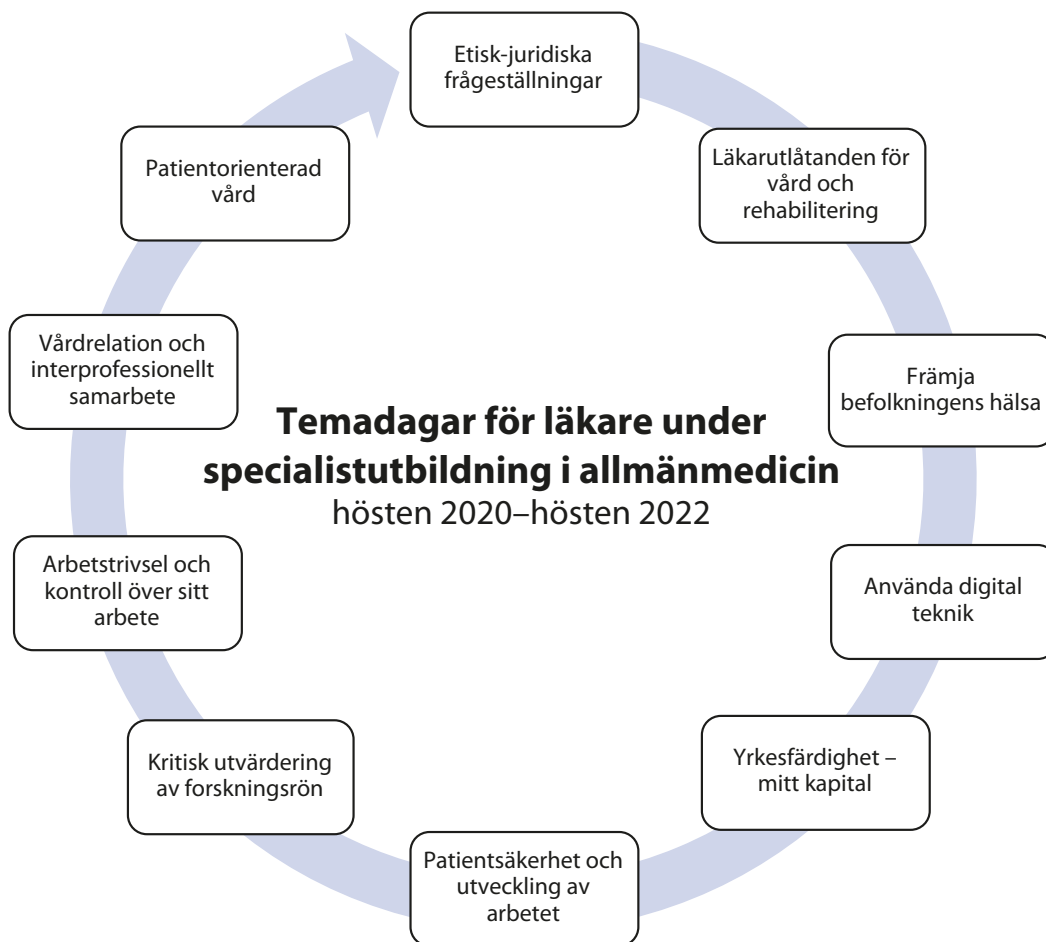 Etisk-juridiska
frågeställningar
Läkarutlåtanden för
vård och
rehabilitering
Främja
befolkningens hälsa
Använda digital
teknik
Yrkesfärdighet –
mitt kapital
Patientsäkerhet och
utveckling av
arbetet
Kritisk utvärdering
av forskningsrön
Arbetstrivsel och
kontroll över sitt
arbete
Vårdrelation och
interprofessionellt
samarbete
Patientorienterad
vård
Temadagar för läkare under
specialistutbildning i allmänmedicin
hösten 2020–hösten 2022